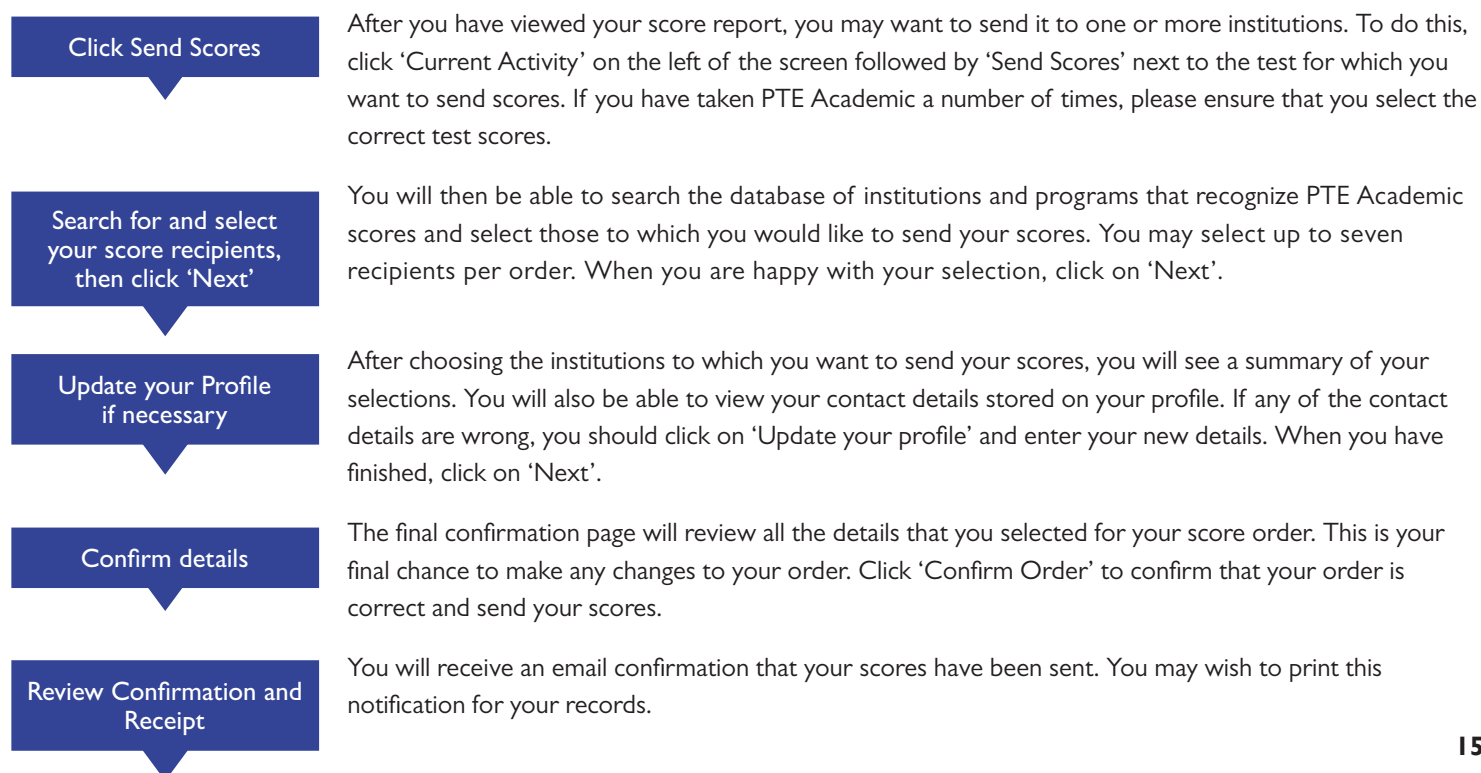 Click Send Scores
After you have viewed your score report, you may want to send it to one or more institutions. To do this,
click ‘Current Activity’ on the left of the screen followed by ‘Send Scores’ next to the test for which you
want to send scores. If you have taken PTE Academic a number of times, please ensure that you select the
correct test scores.
Search for and select
your score recipients,
then click ‘Next’
You will then be able to search the database of institutions and programs that recognize PTE Academic
scores and select those to which you would like to send your scores. You may select up to seven
recipients per order. When you are happy with your selection, click on ‘Next’.
Update your Profile
if necessary
After choosing the institutions to which you want to send your scores, you will see a summary of your
selections. You will also be able to view your contact details stored on your profile. If any of the contact
details are wrong, you should click on ‘Update your profile’ and enter your new details. When you have
finished, click on ‘Next’.
Confirm details
The final confirmation page will review all the details that you selected for your score order. This is your
final chance to make any changes to your order. Click ‘Confirm Order’ to confirm that your order is
correct and send your scores.
Review Confirmation and
Receipt
You will receive an email confirmation that your scores have been sent. You may wish to print this
notification for your records.
15